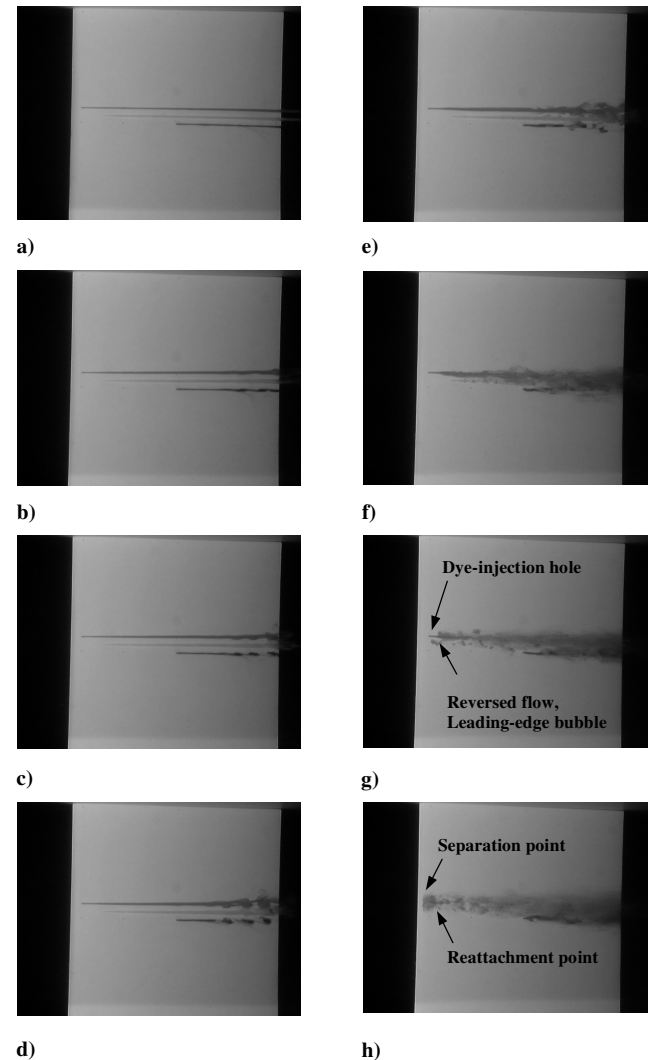 a)
e)
b)
f)
Dye-injection hole
Reversed flow,
Leading-edge bubble
c)
g)
Separation point
Reattachment point
d)
h)